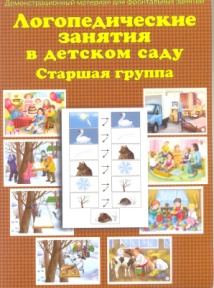 Демонстрационный материал для фронтальных занятий
Логопедические
занятия
в детском саду
Старшая группа